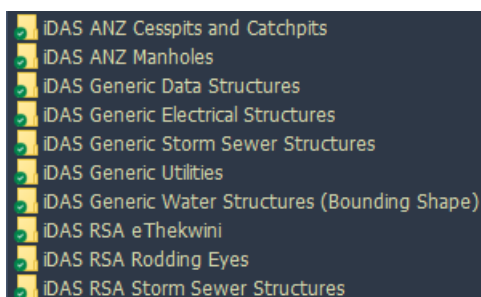 iDAS ANZ Cesspits and Catchpits
iDAS ANZ Manholes
iDAS Generic Data Structures
iDAS Generic Electrical Structures
iDAS Generic Storm Sewer Structures
iDAS Generic Utilities
iDAS Generic Water Structures (Bounding Shape)
iDAS RSA eThekwini
iDAS RSA Rodding Eyes
iDAS RSA Storm Sewer Structures